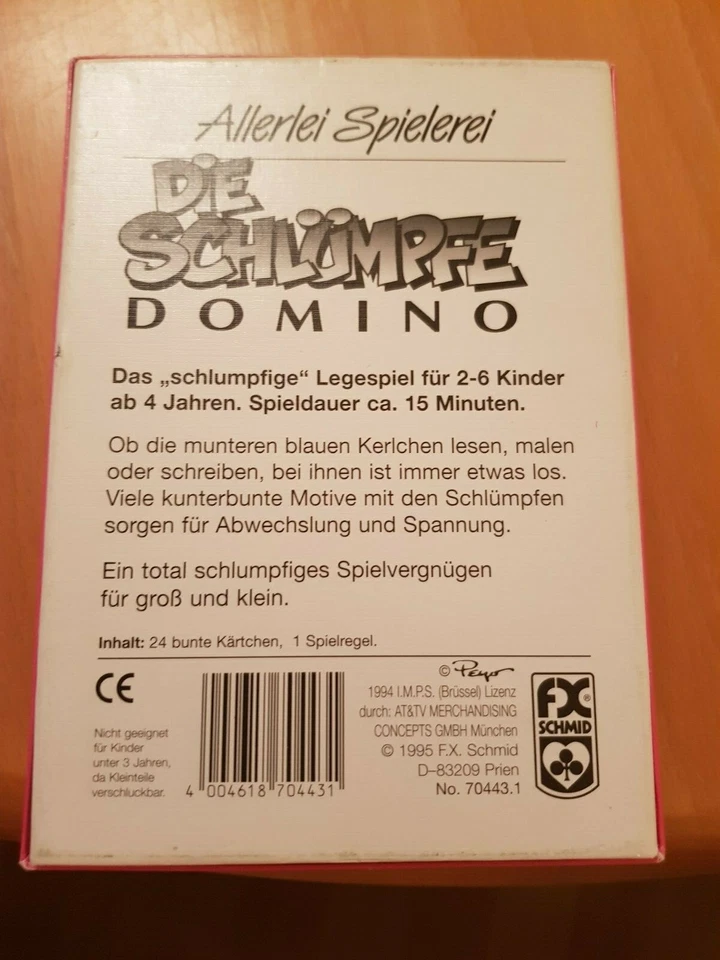 Allerlei Spielerei
DIE
SCHLÜMPFE
DOMINO
Das „schlumpfige“ Legespiel für 2-6 Kinder
ab 4 Jahren. Spieldauer ca. 15 Minuten.
Ob die munteren blauen Kerlchen lesen, malen
oder schreiben, bei ihnen ist immer etwas los.
Viele kunterbunte Motive mit den Schlümpfen
sorgen für Abwechslung und Spannung.
Ein total schlumpfiges Spielvergnügen
für groß und klein.
Inhalt: 24 bunte Kärtchen, 1 Spielregel.
CE
Nicht geeignet
für Kinder
unter 3 Jahren,
da Kleinteile
verschluckbar.
4 004618 704431
© Peyo
1994 I.M.P.S. (Brüssel) Lizenz
durch: AT&TV MERCHANDISING
CONCEPTS GMBH München
© 1995 F.X. Schmid
D–83209 Prien
No. 70443.1
FX®
SCHMID